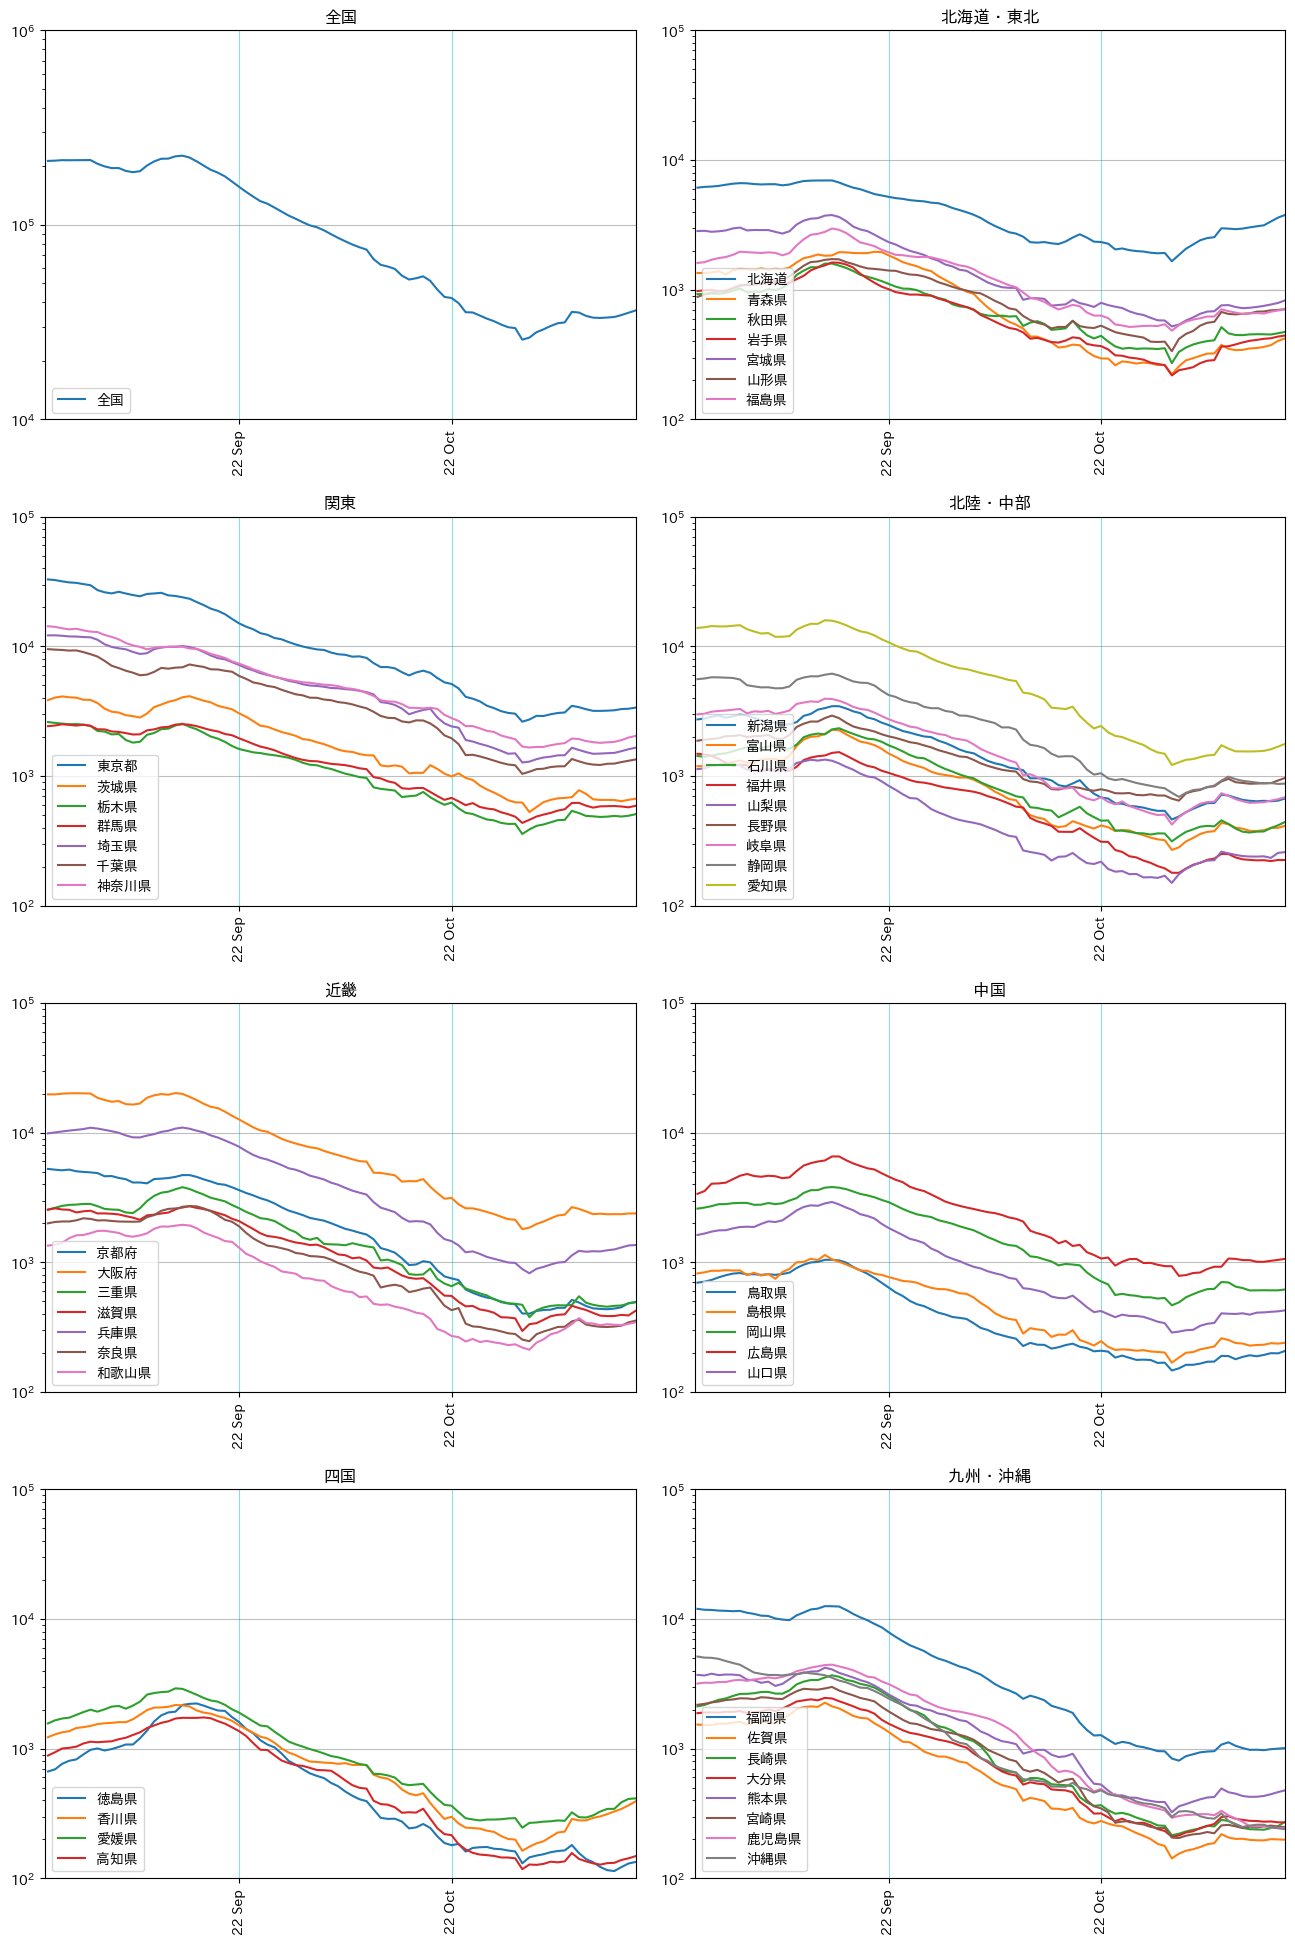 全国
10^6
10^5
10^4
22 Sep
22 Oct
全国
北海道・東北
10^5
10^4
10^3
10^2
22 Sep
22 Oct
北海道
青森県
秋田県
岩手県
宮城県
山形県
福島県
関東
10^5
10^4
10^3
10^2
22 Sep
22 Oct
東京都
茨城県
栃木県
群馬県
埼玉県
千葉県
神奈川県
北陸・中部
10^5
10^4
10^3
10^2
22 Sep
22 Oct
新潟県
富山県
石川県
福井県
山梨県
長野県
岐阜県
静岡県
愛知県
近畿
10^5
10^4
10^3
10^2
22 Sep
22 Oct
京都府
大阪府
三重県
滋賀県
兵庫県
奈良県
和歌山県
中国
10^5
10^4
10^3
10^2
22 Sep
22 Oct
鳥取県
島根県
岡山県
広島県
山口県
四国
10^5
10^4
10^3
10^2
22 Sep
22 Oct
徳島県
香川県
愛媛県
高知県
九州・沖縄
10^5
10^4
10^3
10^2
22 Sep
22 Oct
福岡県
佐賀県
長崎県
大分県
熊本県
宮崎県
鹿児島県
沖縄県